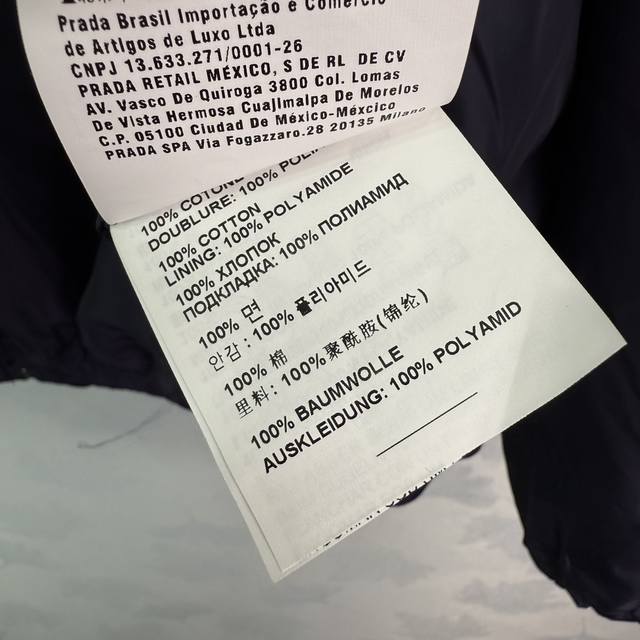 Prada Brasil Importação e Comércio
de Artigos de Luxo Ltda
CNPJ 13.633.271/0001-26
PRADA RETAIL MÉXICO, S DE RL DE CV
AV. Vasco De Quiroga 3800 Col. Lomas
De Vista Hermosa Cuajimalpa De Morelos
C.P. 05100 Ciudad De México-Méxcico
PRADA SPA Via Fogazzaro.28 20135 Milano
100% COTONE
DOUBLURE: 100%
100% COTTON
LINING: 100% POLYAMIDE
100% ХЛОПОК
ПОДКЛАДКА: 100% ПОЛИАМИД
100% 면
안감 : 100% 폴리아미드
100% 棉
里料 : 100% 聚酰胺(锦纶)
100% BAUMWOLLE
AUSKLEIDUNG: 100% POLYAMID